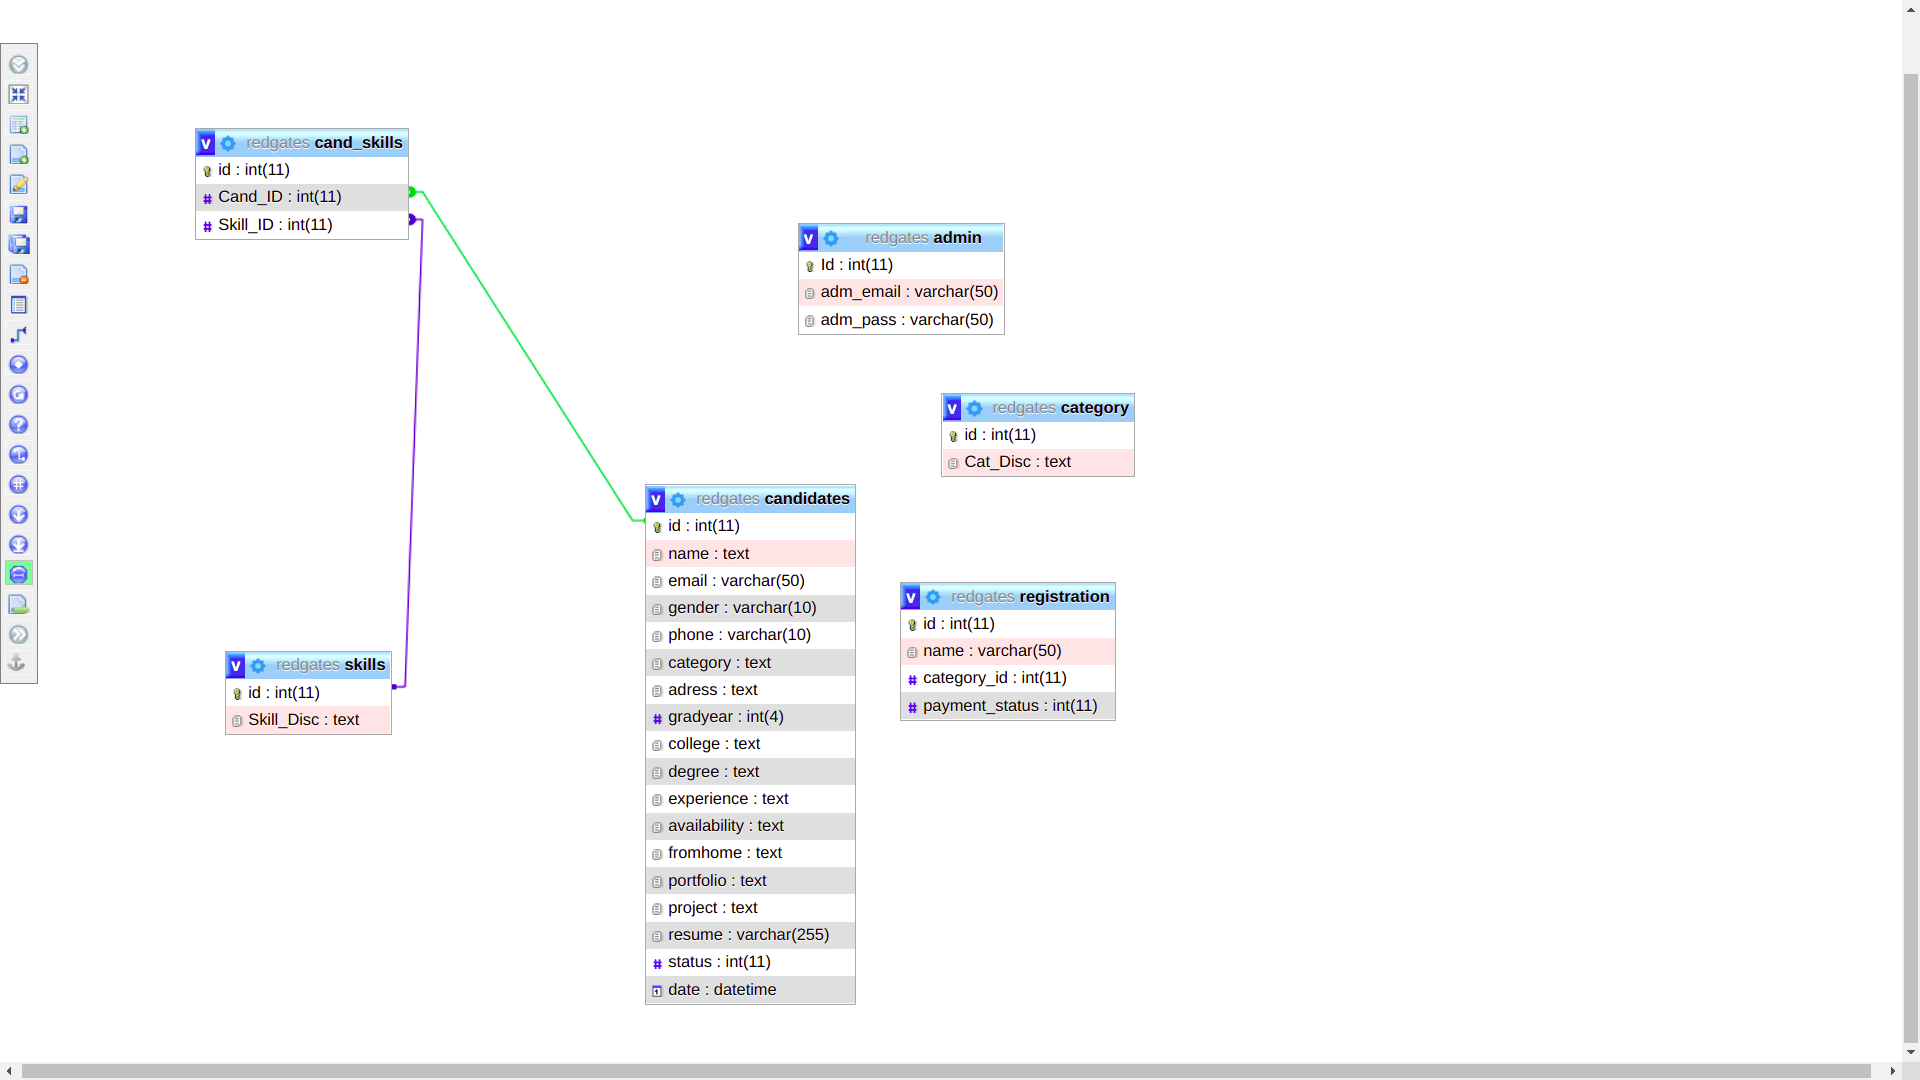 v redgates cand_skills
id : int(11)
# Cand_ID : int(11)
# Skill_ID : int(11)
v redgates admin
Id : int(11)
adm_email : varchar(50)
adm_pass : varchar(50)
v redgates category
id : int(11)
Cat_Disc : text
v redgates candidates
id : int(11)
name : text
email : varchar(50)
gender : varchar(10)
phone : varchar(10)
category : text
adress : text
# gradyear : int(4)
college : text
degree : text
experience : text
availability : text
fromhome : text
portfolio : text
project : text
resume : varchar(255)
# status : int(11)
date : datetime
v redgates registration
id : int(11)
name : varchar(50)
# category_id : int(11)
# payment_status : int(11)
v redgates skills
id : int(11)
Skill_Disc : text